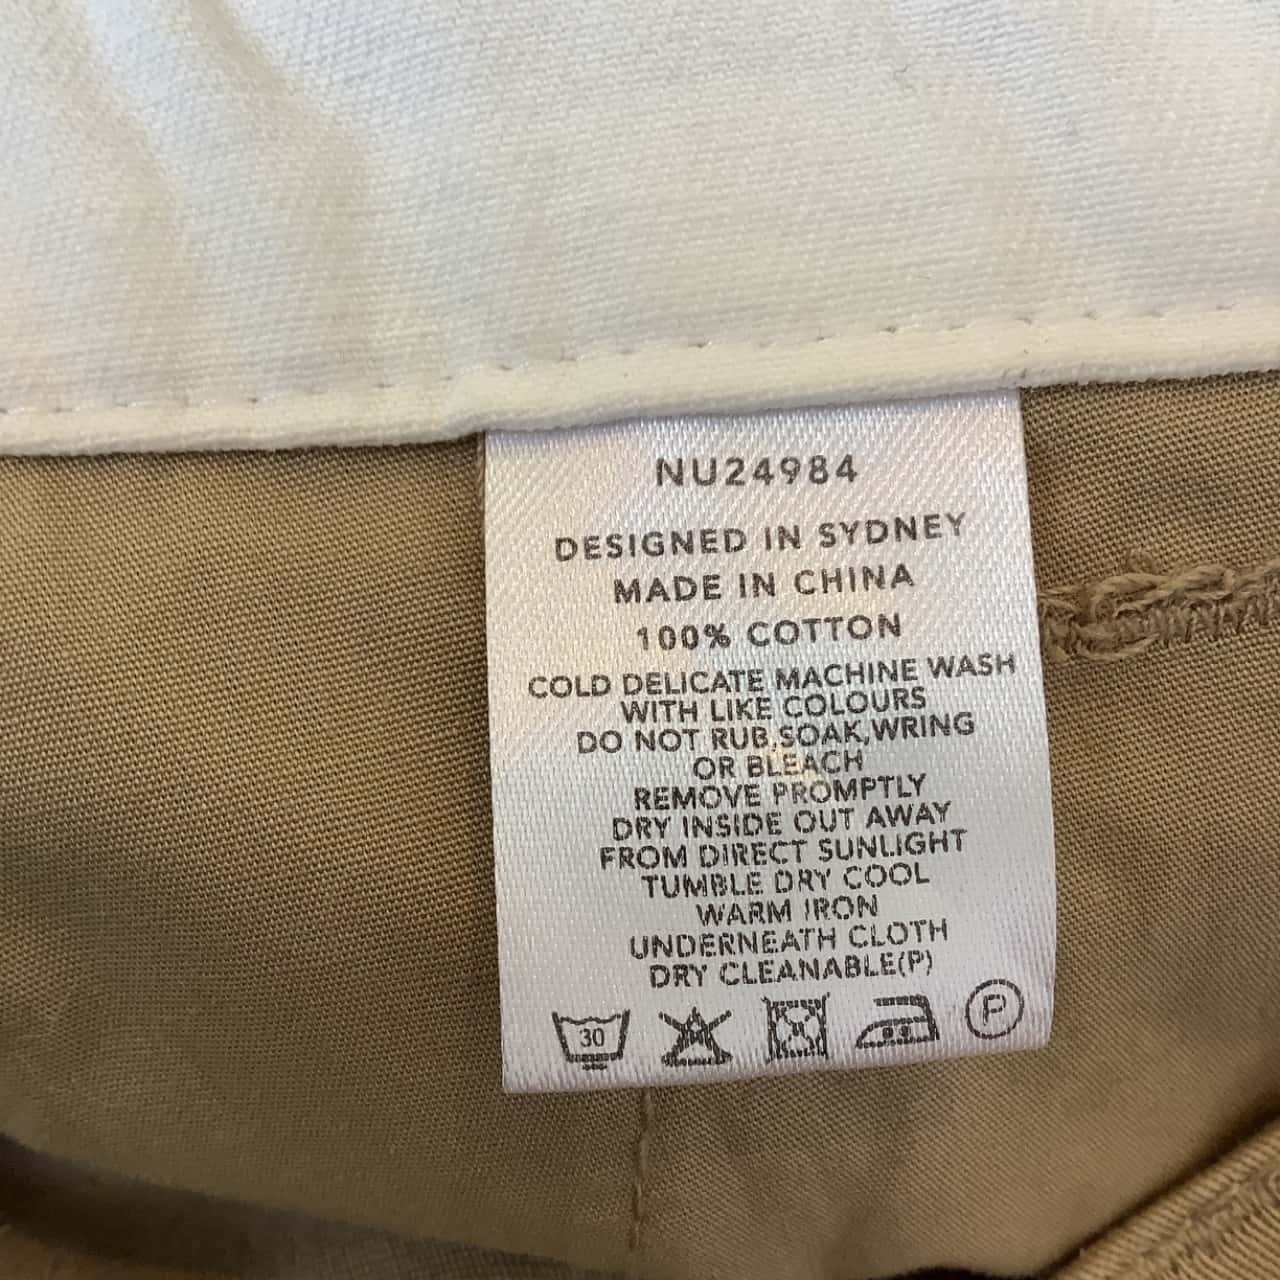 NU24984
DESIGNED IN SYDNEY
MADE IN CHINA
100% COTTON
COLD DELICATE MACHINE WASH
WITH LIKE COLOURS
DO NOT RUB,SOAK,WRING
OR BLEACH
REMOVE PROMPTLY
DRY INSIDE OUT AWAY
FROM DIRECT SUNLIGHT
TUMBLE DRY COOL
WARM IRON
UNDERNEATH CLOTH
DRY CLEANABLE(P)
30 P